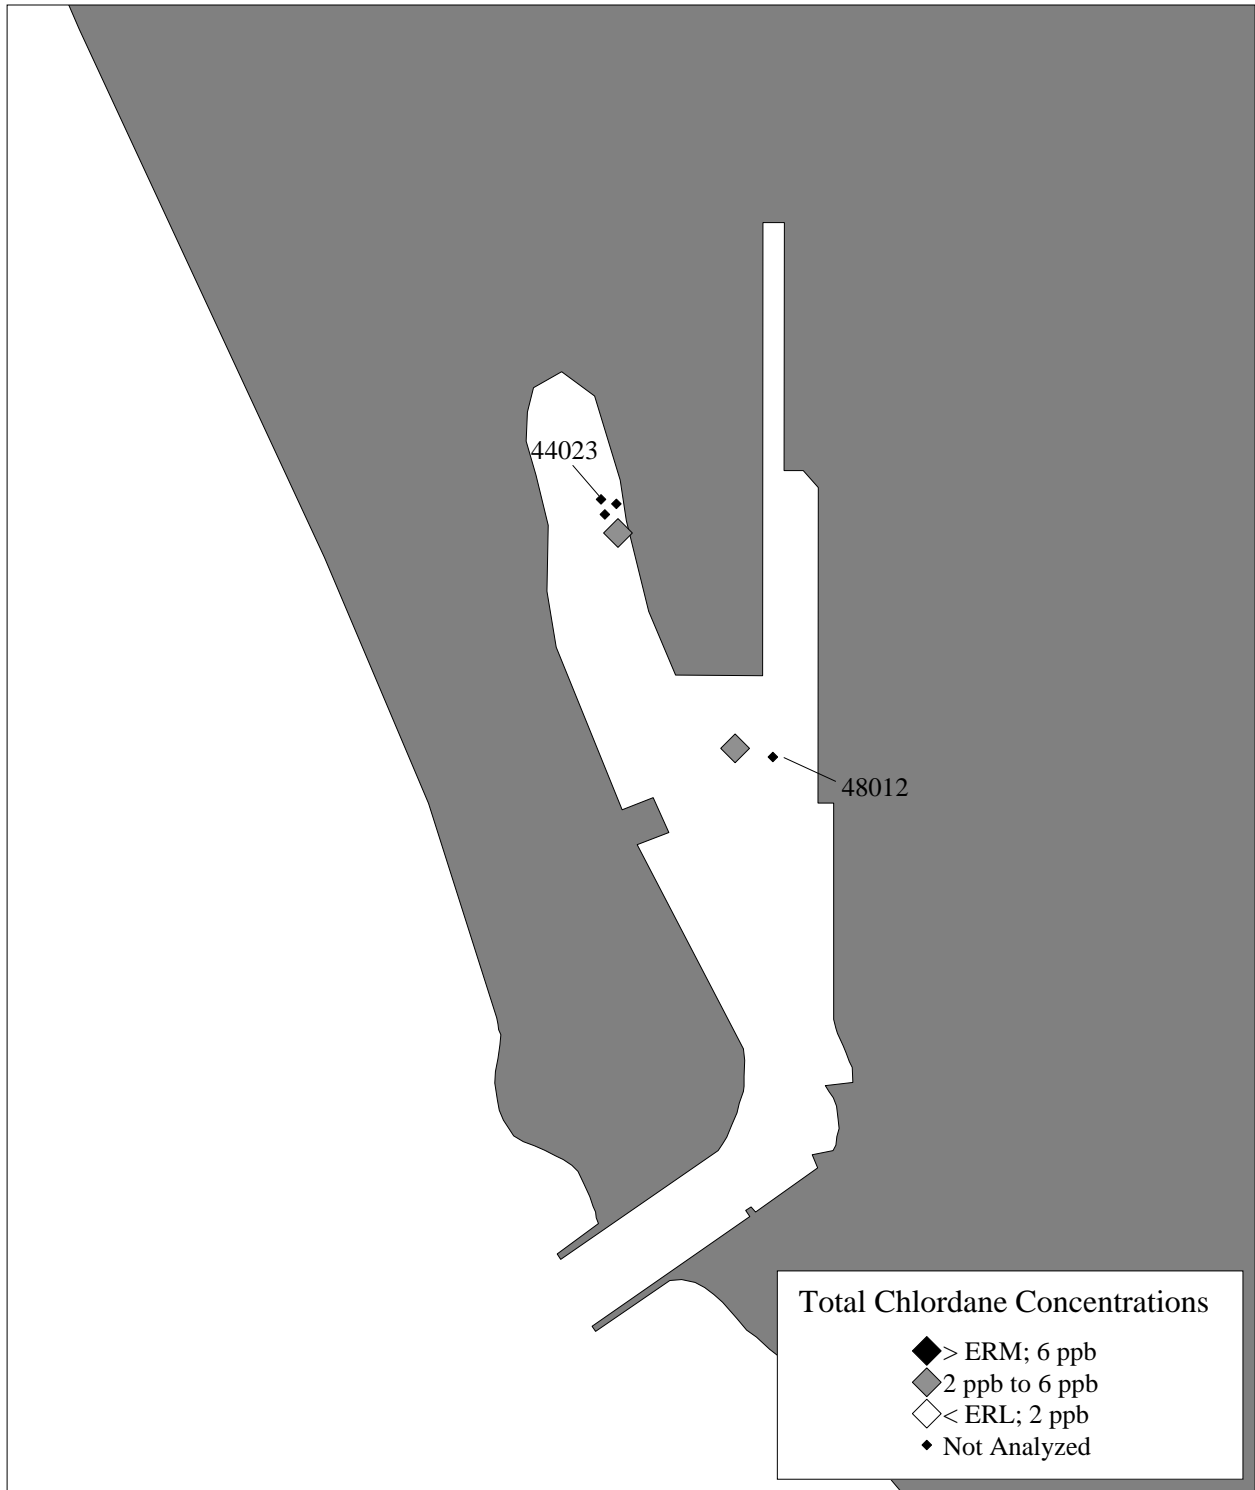 44023
48012
Total Chlordane Concentrations
> ERM; 6 ppb
2 ppb to 6 ppb
< ERL; 2 ppb
Not Analyzed